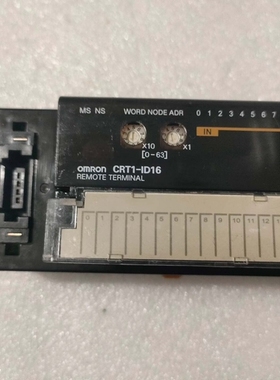 MS NS WORD NODE ADR 0 1 2 3 4 5 6 7
IN
X10 X1
[0-63]
OMRON CRT1-ID16
REMOTE TERMINAL
0 1 2 3 4 5 6 7 8 9 10 11 12